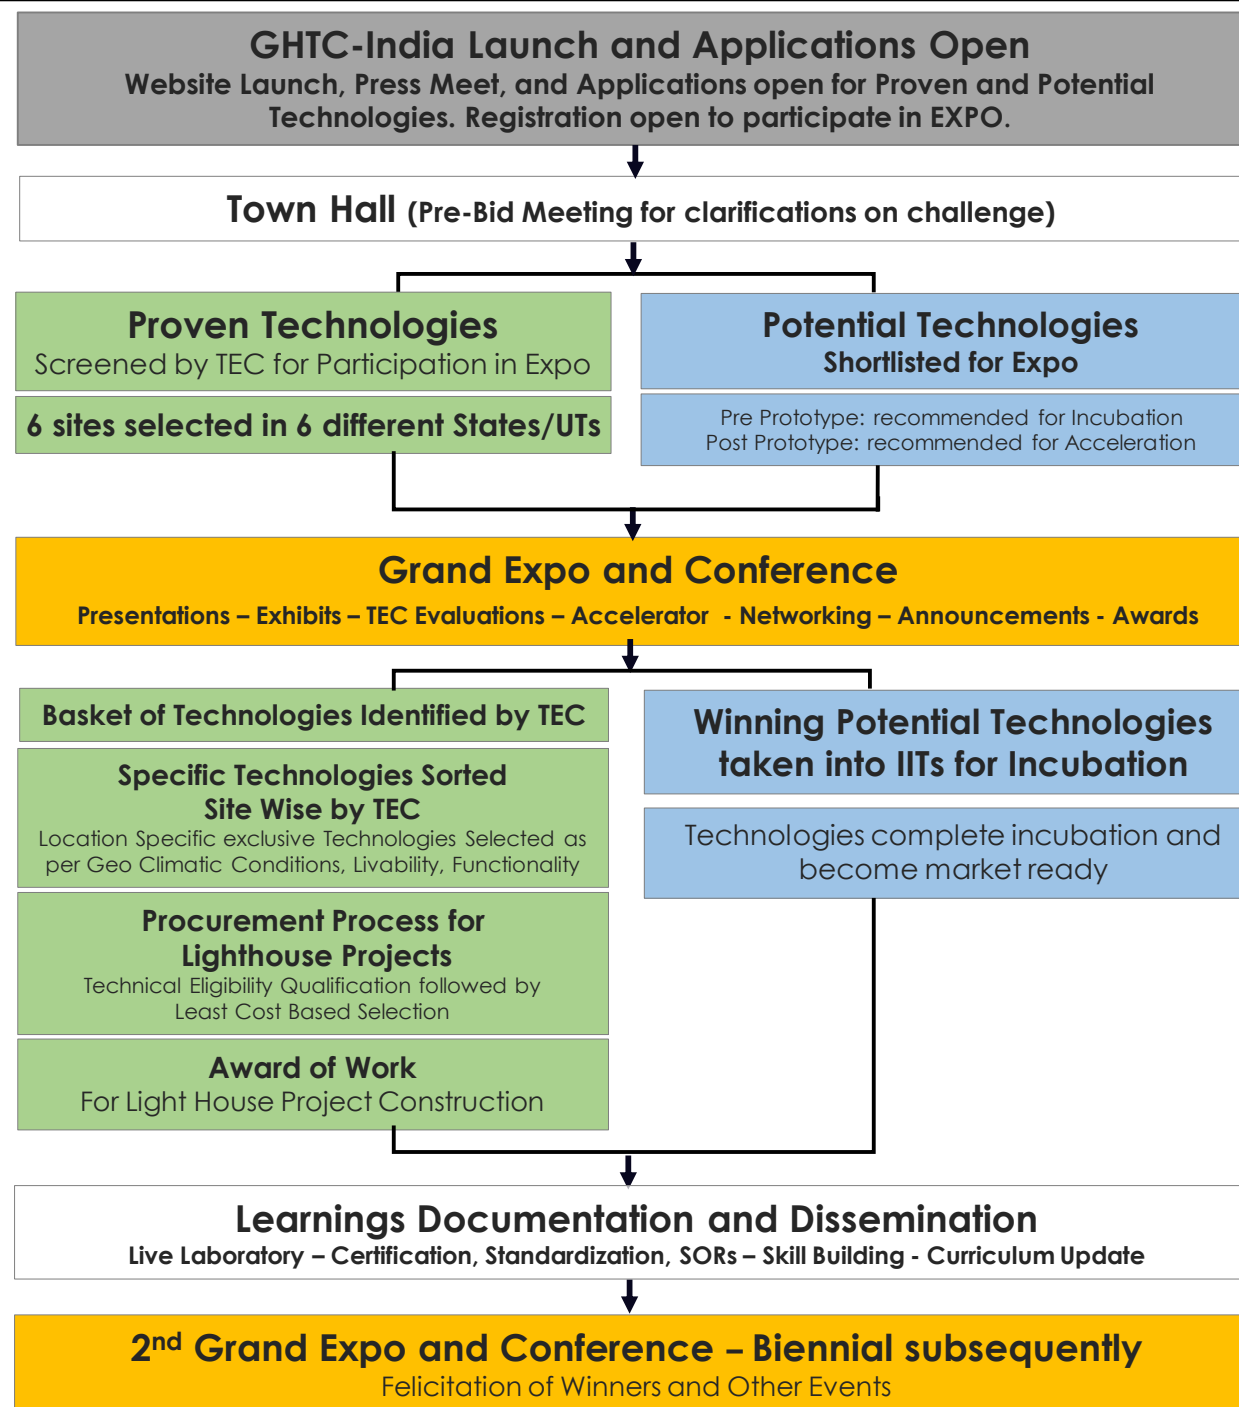 GHTC-India Launch and Applications Open
Website Launch, Press Meet, and Applications open for Proven and Potential
Technologies. Registration open to participate in EXPO.
Town Hall (Pre-Bid Meeting for clarifications on challenge)
Proven Technologies
Screened by TEC for Participation in Expo
6 sites selected in 6 different States/UTs
Potential Technologies
Shortlisted for Expo
Pre Prototype: recommended for Incubation
Post Prototype: recommended for Acceleration
Grand Expo and Conference
Presentations – Exhibits – TEC Evaluations – Accelerator - Networking – Announcements - Awards
Basket of Technologies Identified by TEC
Specific Technologies Sorted
Site Wise by TEC
Location Specific exclusive Technologies Selected as
per Geo Climatic Conditions, Livability, Functionality
Procurement Process for
Lighthouse Projects
Technical Eligibility Qualification followed by
Least Cost Based Selection
Award of Work
For Light House Project Construction
Winning Potential Technologies
taken into IITs for Incubation
Technologies complete incubation and
become market ready
Learnings Documentation and Dissemination
Live Laboratory – Certification, Standardization, SORs – Skill Building - Curriculum Update
2nd Grand Expo and Conference – Biennial subsequently
Felicitation of Winners and Other Events